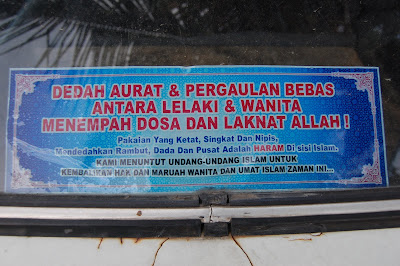 DEDAH AURAT & PERGAULAN BEBAS
ANTARA LELAKI & WANITA
MENEMPAH DOSA DAN LAKNAT ALLAH !
Pakaian Yang Ketat, Singkat Dan Nipis,
Mendedahkan Rambut, Dada Dan Pusat Adalah HARAM Di sisi Islam.
KAMI MENUNTUT UNDANG-UNDANG ISLAM UNTUK
KEMBALIKAN HAK DAN MARUAH WANITA DAN UMAT ISLAM ZAMAN INI...